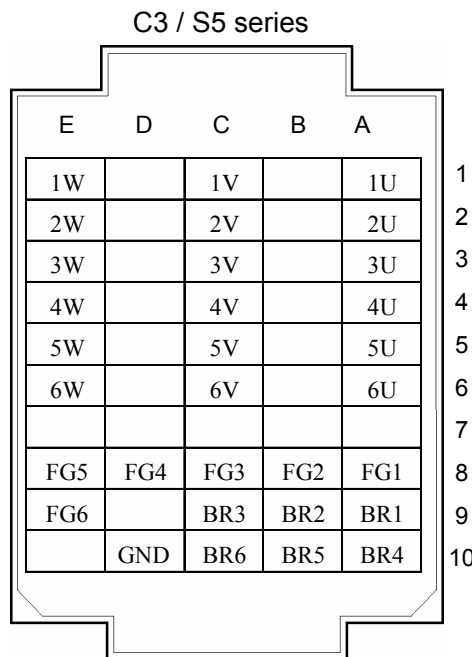 C3 / S5 series
E D C B A
1W 1V 1U 1
2W 2V 2U 2
3W 3V 3U 3
4W 4V 4U 4
5W 5V 5U 5
6W 6V 6U 6
7
FG5 FG4 FG3 FG2 FG1 8
FG6 BR3 BR2 BR1 9
GND BR6 BR5 BR4 10